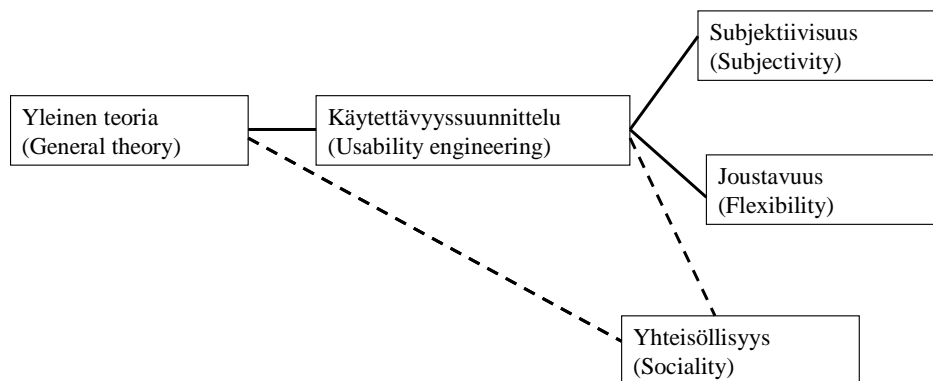 Subjektiivisuus
(Subjectivity)
Yleinen teoria
(General theory)
Käytettävyyssuunnittelu
(Usability engineering)
Joustavuus
(Flexibility)
Yhteisöllisyys
(Sociality)